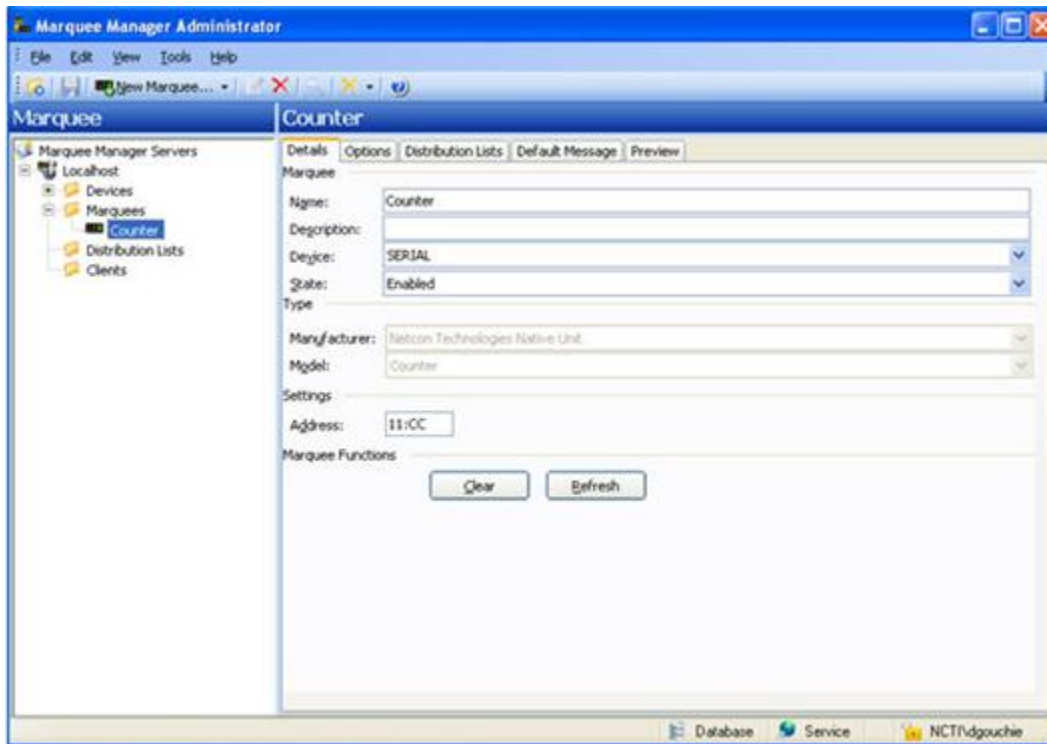 Marquee Manager Administrator
File Edit View Tools Help
New Marquee...
Marquee
Counter
Marquee Manager Servers
Localhost
Devices
Marquees
Counter
Distribution Lists
Clients
Details Options Distribution Lists Default Message Preview
Marquee
Name: Counter
Description:
Device: SERIAL
State: Enabled
Type
Manufacturer: Netcon Technologies Native Unit
Model: Counter
Settings
Address: 11:CC
Marquee Functions
Clear Refresh
Database Service NCTI\dgouchie